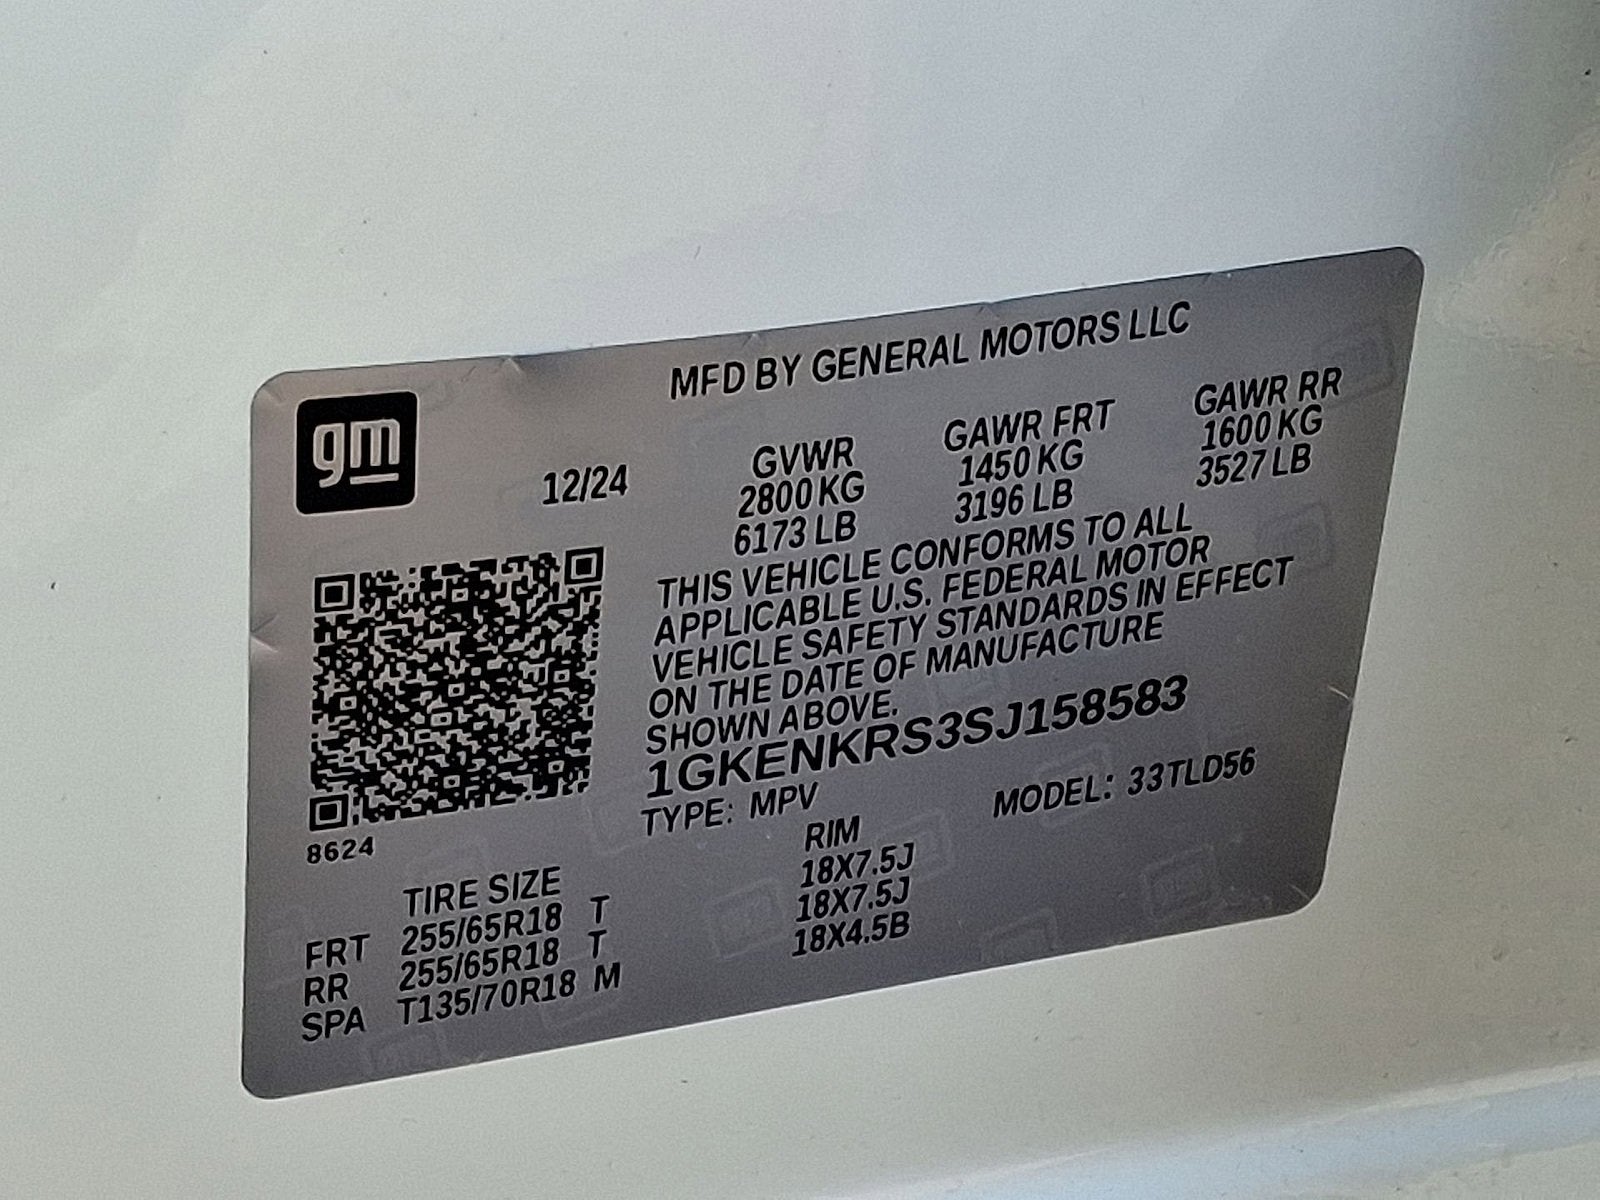 MFD BY GENERAL MOTORS LLC
gm
12/24
GVWR
2800 KG
6173 LB
GAWR FRT
1450 KG
3196 LB
GAWR RR
1600 KG
3527 LB
THIS VEHICLE CONFORMS TO ALL
APPLICABLE U.S. FEDERAL MOTOR
VEHICLE SAFETY STANDARDS IN EFFECT
ON THE DATE OF MANUFACTURE
SHOWN ABOVE.
1GKENKRS3SJ158583
TYPE: MPV MODEL: 33TLD56
8624
TIRE SIZE RIM
FRT 255/65R18 T 18X7.5J
RR 255/65R18 T 18X7.5J
SPA T135/70R18 M 18X4.5B